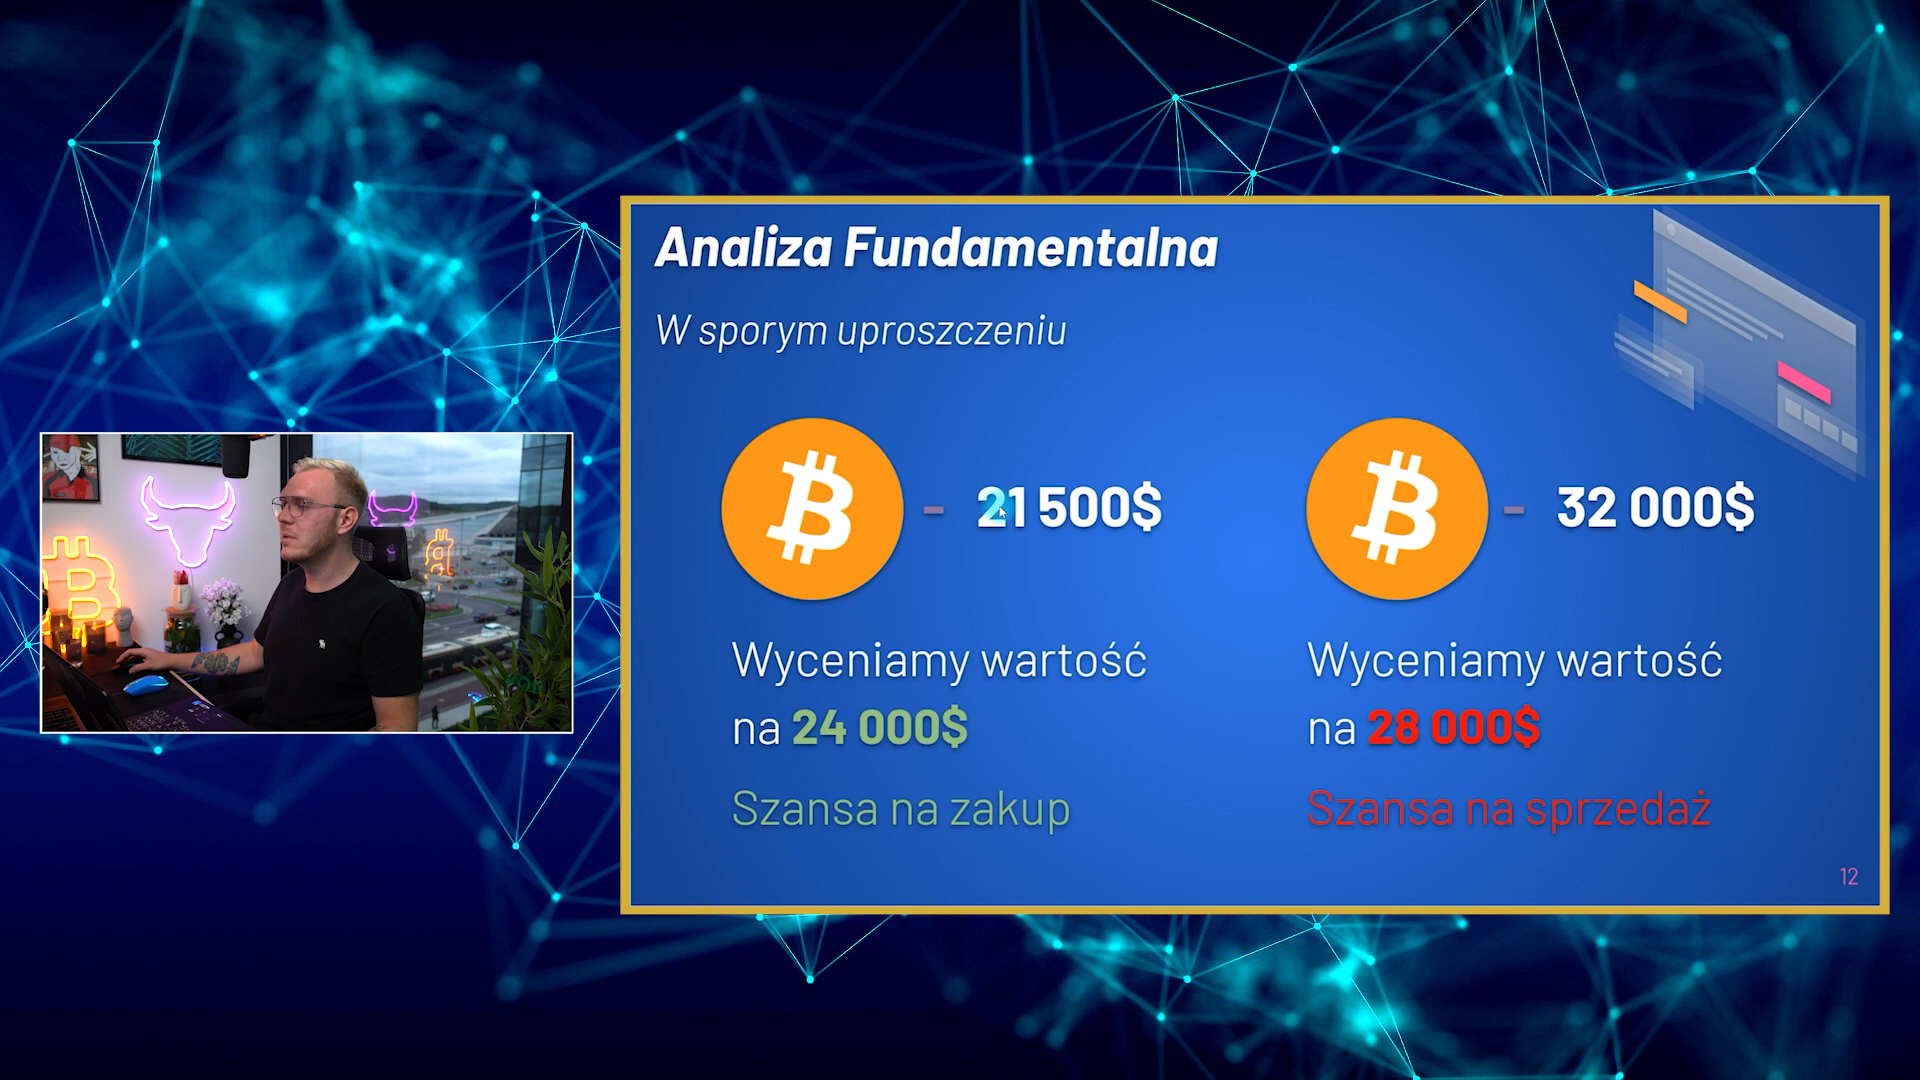 Analiza Fundamentalna
W sporym uproszczeniu
- 21 500$
- 32 000$
Wyceniamy wartość
na 24 000$
Szansa na zakup
Wyceniamy wartość
na 28 000$
Szansa na sprzedaż
12